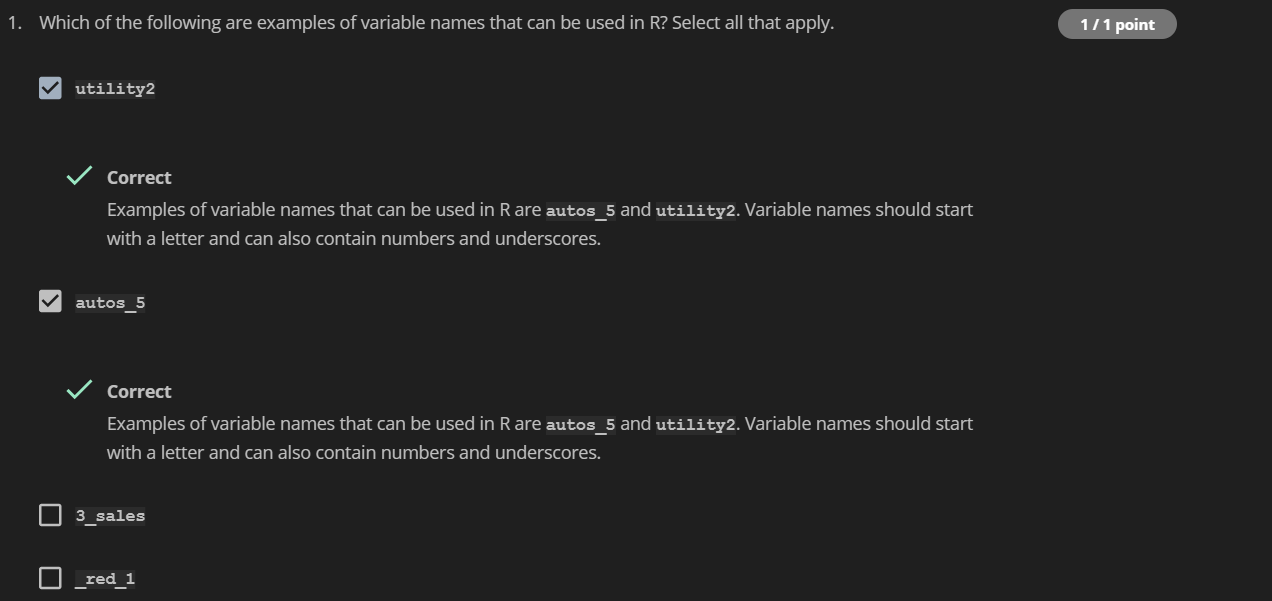 1. Which of the following are examples of variable names that can be used in R? Select all that apply.
1 / 1 point
utility2
Correct
Examples of variable names that can be used in R are autos_5 and utility2. Variable names should start
with a letter and can also contain numbers and underscores.
autos_5
Correct
Examples of variable names that can be used in R are autos_5 and utility2. Variable names should start
with a letter and can also contain numbers and underscores.
3_sales
_red_1